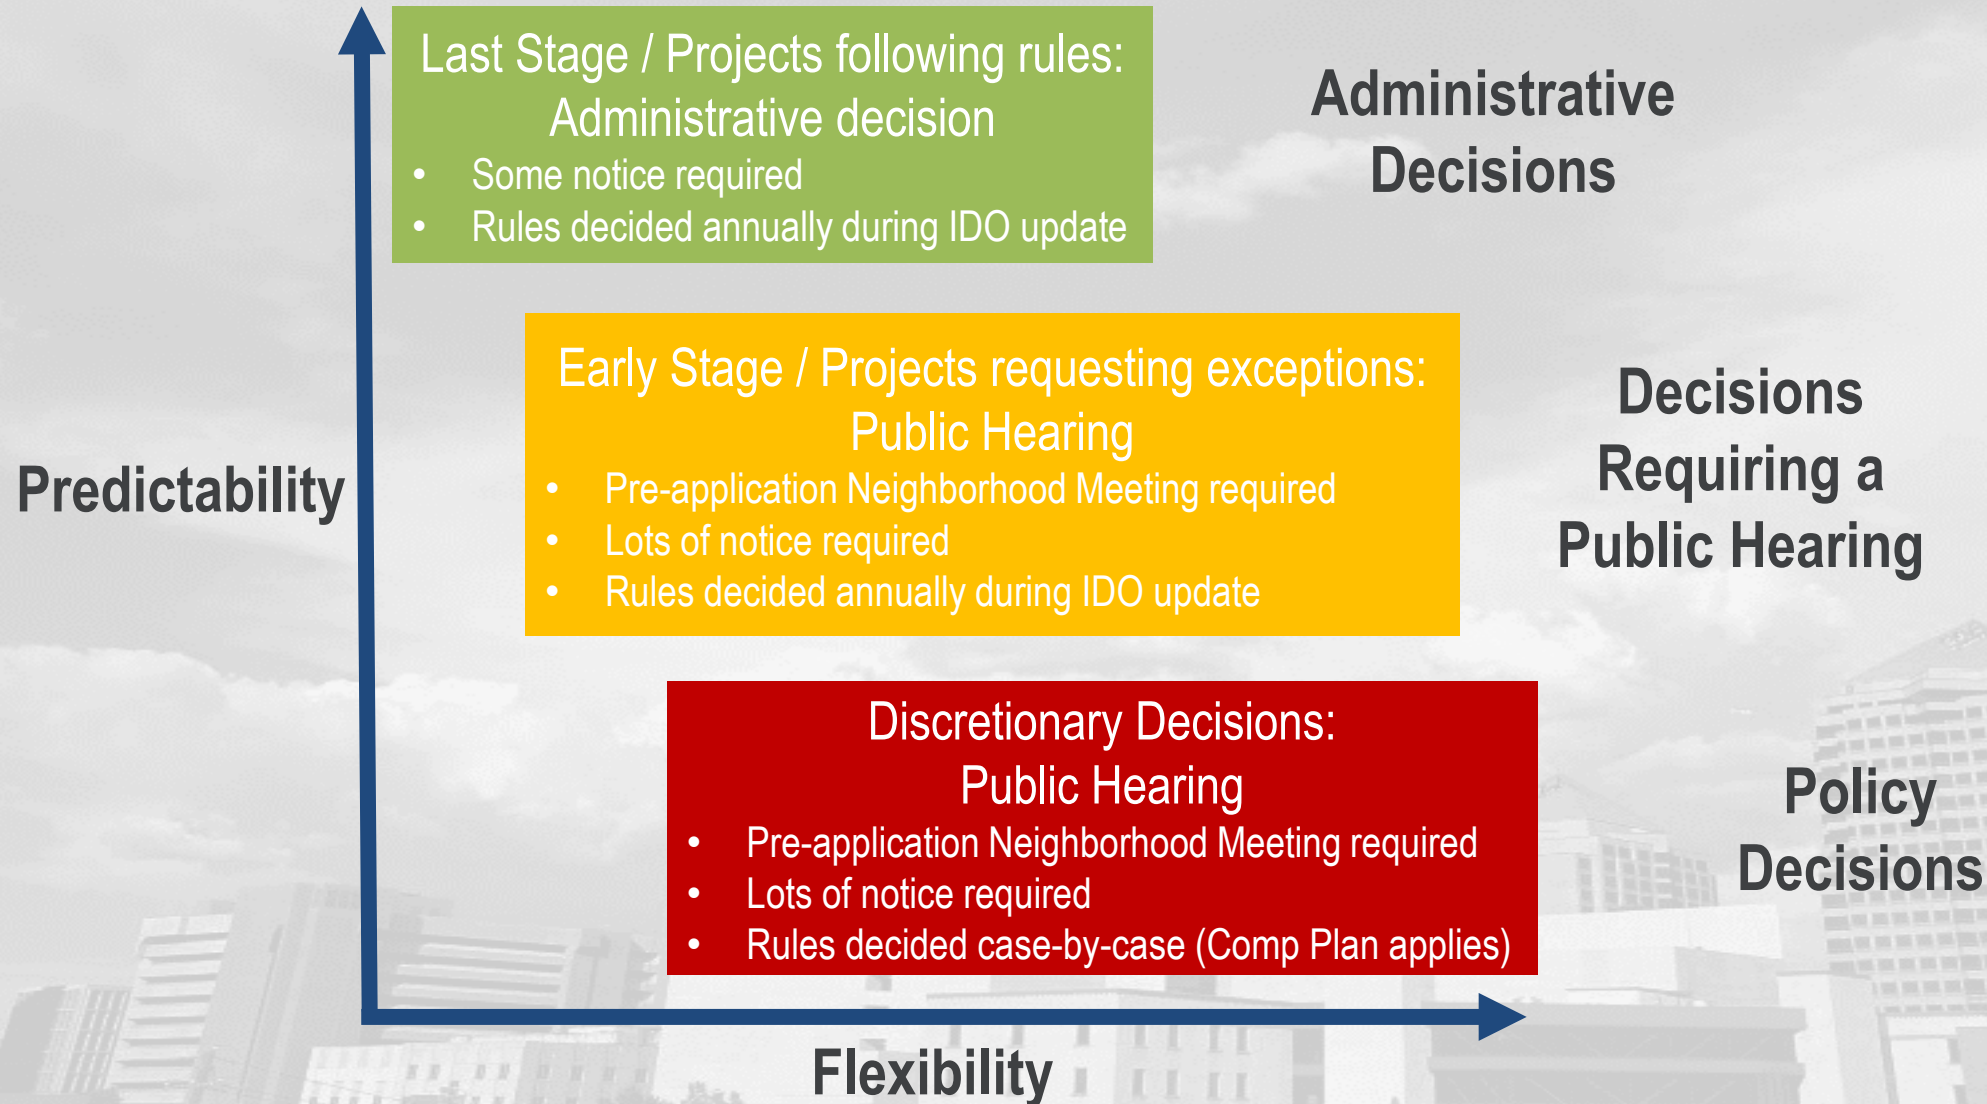 Last Stage / Projects following rules:
Administrative decision
• Some notice required
• Rules decided annually during IDO update
Administrative
Decisions
Early Stage / Projects requesting exceptions:
Public Hearing
• Pre-application Neighborhood Meeting required
• Lots of notice required
• Rules decided annually during IDO update
Decisions
Requiring a
Public Hearing
Predictability
Discretionary Decisions:
Public Hearing
• Pre-application Neighborhood Meeting required
• Lots of notice required
• Rules decided case-by-case (Comp Plan applies)
Policy
Decisions
Flexibility